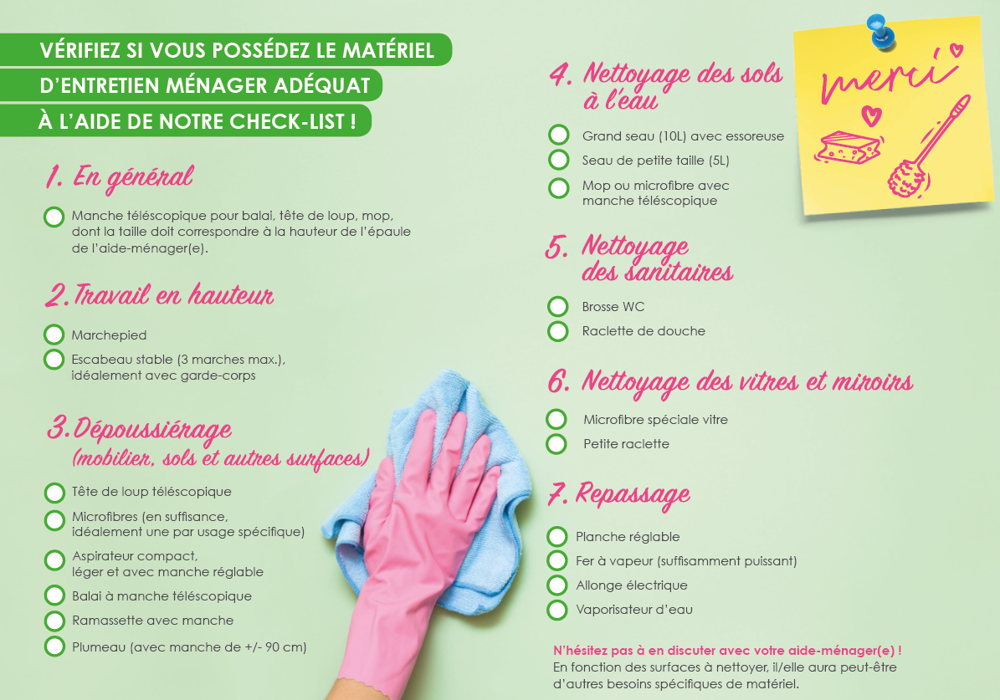 VÉRIFIEZ SI VOUS POSSÉDEZ LE MATÉRIEL
D'ENTRETIEN MÉNAGER ADÉQUAT
À L'AIDE DE NOTRE CHECK-LIST !
1. En général
Manche téléscopique pour balai, tête de loup, mop,
dont la taille doit correspondre à la hauteur de l'épaule
de l'aide-ménager(e).
2. Travail en hauteur
Marchepied
Escabeau stable (3 marches max.),
idéalement avec garde-corps
3. Dépoussiérage
(mobilier, sols et autres surfaces)
Tête de loup téléscopique
Microfibres (en suffisance,
idéalement une par usage spécifique)
Aspirateur compact,
léger et avec manche réglable
Balai à manche téléscopique
Ramassette avec manche
Plumeau (avec manche de +/- 90 cm)
4. Nettoyage des sols
à l'eau
Grand seau (10L) avec essoreuse
Seau de petite taille (5L)
Mop ou microfibre avec
manche téléscopique
5. Nettoyage
des sanitaires
Brosse WC
Raclette de douche
6. Nettoyage des vitres et miroirs
Microfibre spéciale vitre
Petite raclette
7. Repassage
Planche réglable
Fer à vapeur (suffisamment puissant)
Allonge électrique
Vaporisateur d'eau
N'hésitez pas à en discuter avec votre aide-ménager(e) !
En fonction des surfaces à nettoyer, il/elle aura peut-être
d'autres besoins spécifiques de matériel.
merci